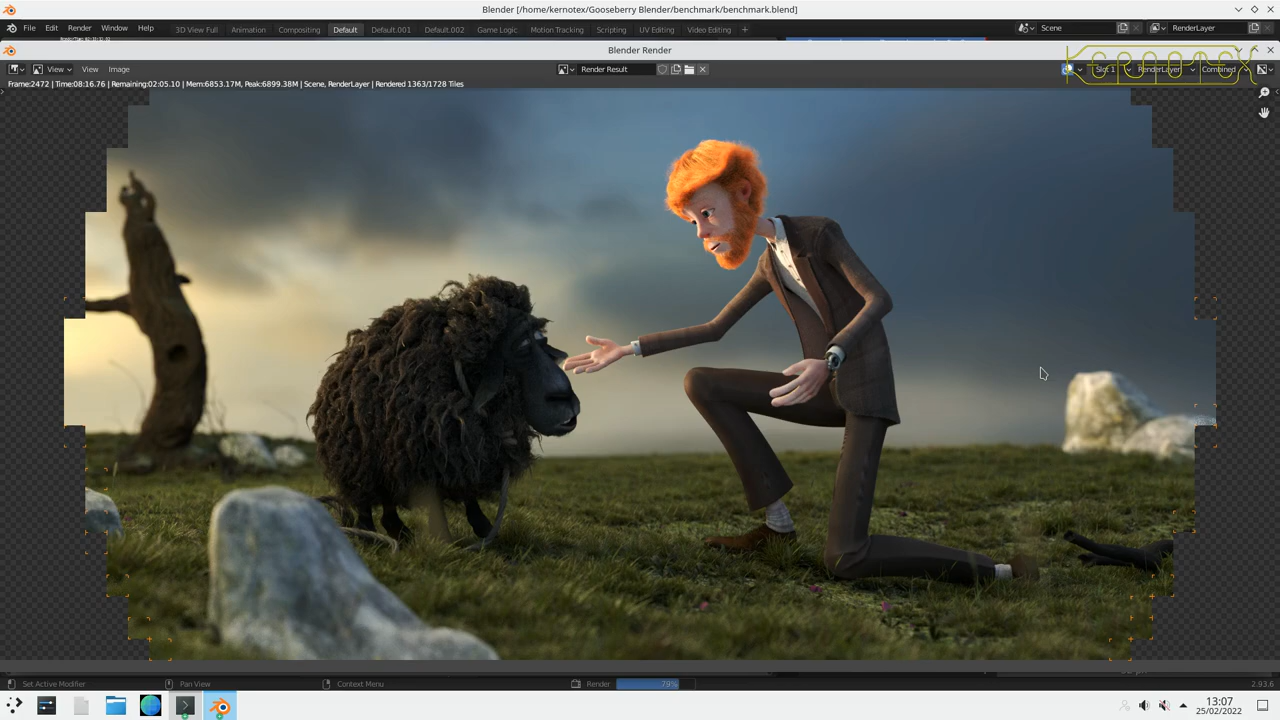 Blender [/home/kernotex/Gooseberry Blender/benchmark/benchmark.blend]
File Edit Render Window Help 3D View Full Animation Compositing Default Default.001 Default.002 Game Logic Motion Tracking Scripting UV Editing Video Editing Scene RenderLayer
Blender Render
KERNOTEX
View View Image Render Result Slot 1 RenderLayer Combined
Frame:2472 | Time:08:16.76 | Remaining:02:05.10 | Mem:6853.17M, Peak:6899.38M | Scene, RenderLayer | Rendered 1363/1728 Tiles
Set Active Modifier Pan View Context Menu Render 79% 2.93.6
13:07
25/02/2022